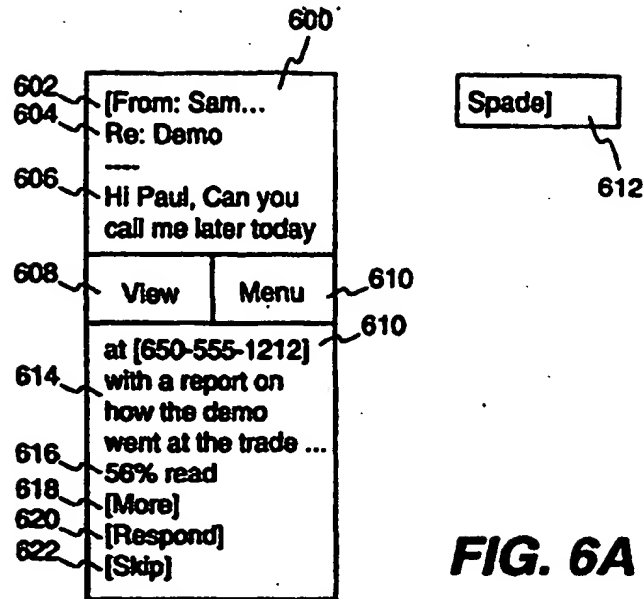 600
602
[From: Sam...
Spade]
604
Re: Demo
----
612
606
Hi Paul, Can you
call me later today
608
View
Menu
610
610
at [650-555-1212]
614
with a report on
how the demo
went at the trade ...
616
56% read
618
[More]
620
[Respond]
622
[Skip]
FIG. 6A